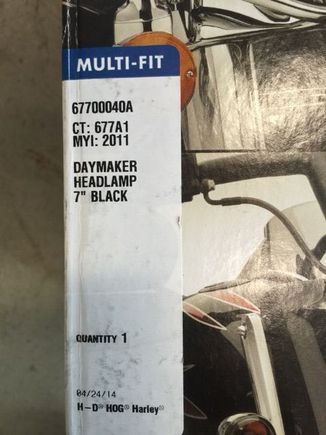 MULTI-FIT
67700040A
CT: 677A1
MYI: 2011
DAYMAKER
HEADLAMP
7" BLACK
QUANTITY 1
04/24/14
H-D® HOG® Harley®